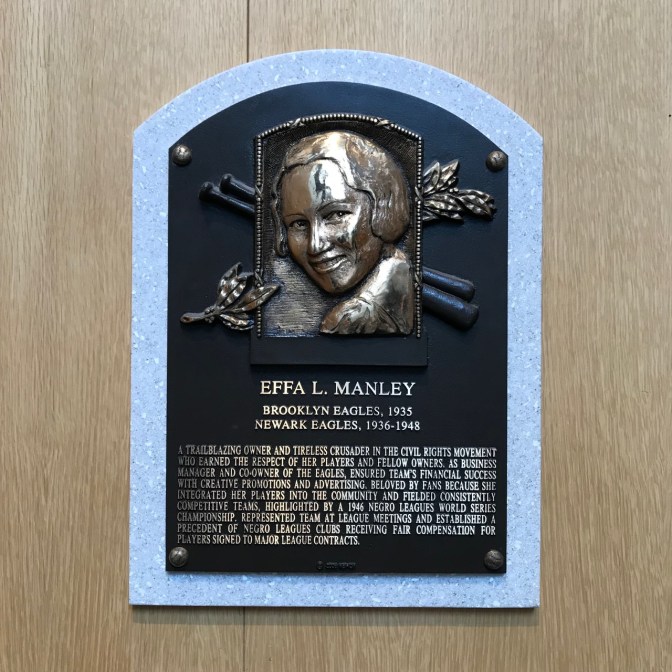 EFFA L. MANLEY
BROOKLYN EAGLES, 1935
NEWARK EAGLES, 1936-1948
A TRAILBLAZING OWNER AND TIRELESS CRUSADER IN THE CIVIL RIGHTS MOVEMENT
WHO EARNED THE RESPECT OF HER PLAYERS AND FELLOW OWNERS. AS BUSINESS
MANAGER AND CO-OWNER OF THE EAGLES, ENSURED TEAM'S FINANCIAL SUCCESS
WITH CREATIVE PROMOTIONS AND ADVERTISING. BELOVED BY FANS BECAUSE SHE
INTEGRATED HER PLAYERS INTO THE COMMUNITY AND FIELDED CONSISTENTLY
COMPETITIVE TEAMS, HIGHLIGHTED BY A 1946 NEGRO LEAGUES WORLD SERIES
CHAMPIONSHIP. REPRESENTED TEAM AT LEAGUE MEETINGS AND ESTABLISHED A
PRECEDENT OF NEGRO LEAGUES CLUBS RECEIVING FAIR COMPENSATION FOR
PLAYERS SIGNED TO MAJOR LEAGUE CONTRACTS.